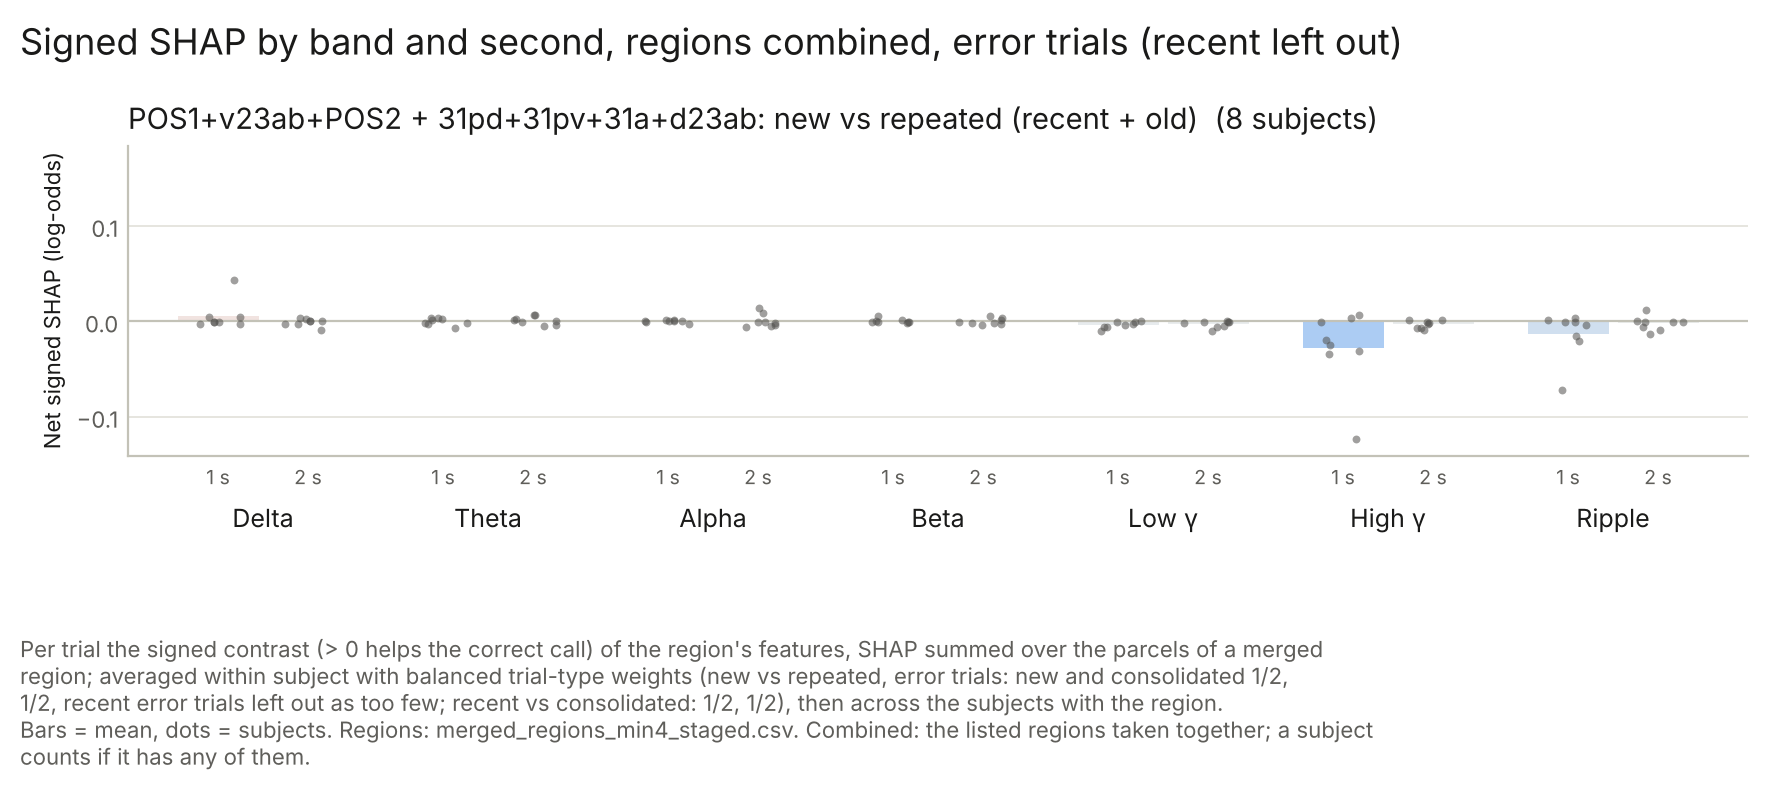 Signed SHAP by band and second, regions combined, error trials (recent left out)
POS1+v23ab+POS2 + 31pd+31pv+31a+d23ab: new vs repeated (recent + old)  (8 subjects)
Net signed SHAP (log-odds)
0.1
0.0
−0.1
1 s 2 s 1 s 2 s 1 s 2 s 1 s 2 s 1 s 2 s 1 s 2 s 1 s 2 s
Delta Theta Alpha Beta Low γ High γ Ripple
Per trial the signed contrast (> 0 helps the correct call) of the region's features, SHAP summed over the parcels of a merged
region; averaged within subject with balanced trial-type weights (new vs repeated, error trials: new and consolidated 1/2,
1/2, recent error trials left out as too few; recent vs consolidated: 1/2, 1/2), then across the subjects with the region.
Bars = mean, dots = subjects. Regions: merged_regions_min4_staged.csv. Combined: the listed regions taken together; a subject
counts if it has any of them.